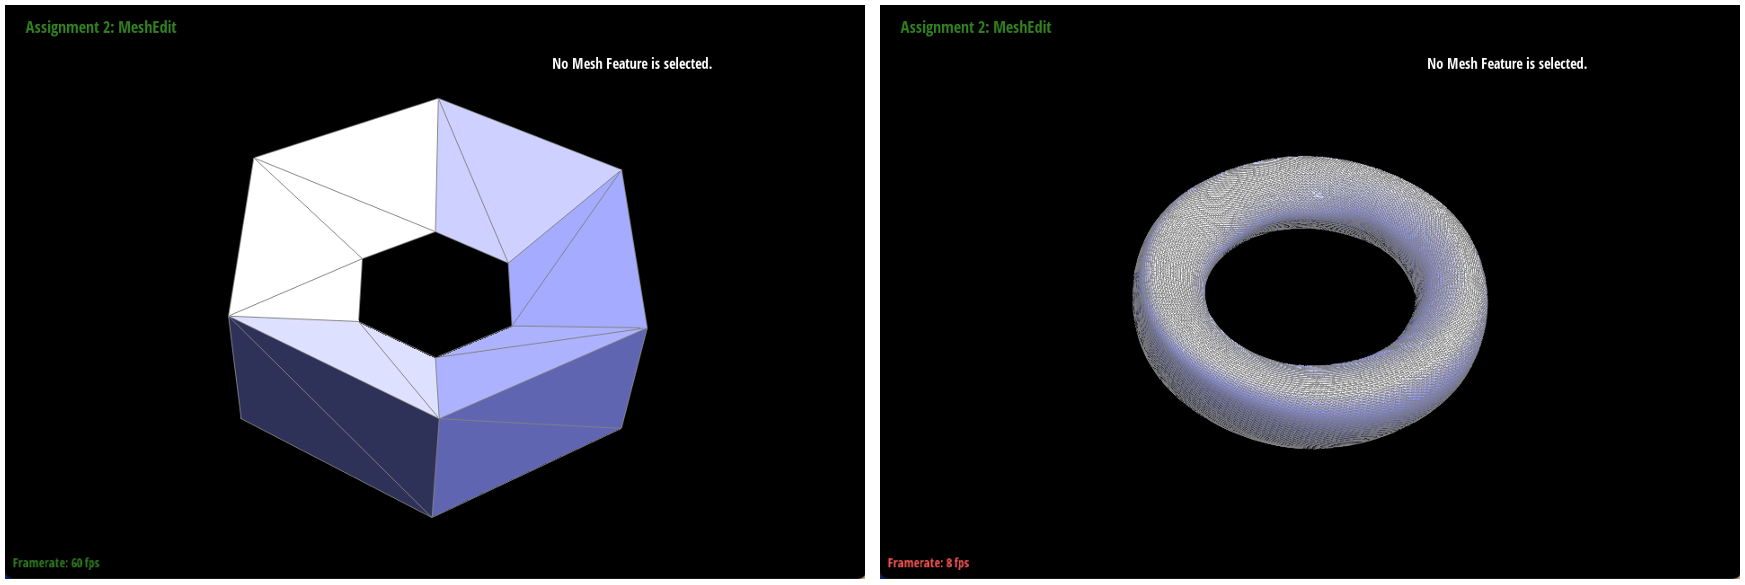 Assignment 2: MeshEdit
No Mesh Feature is selected.
Framerate: 60 fps
Assignment 2: MeshEdit
No Mesh Feature is selected.
Framerate: 8 fps